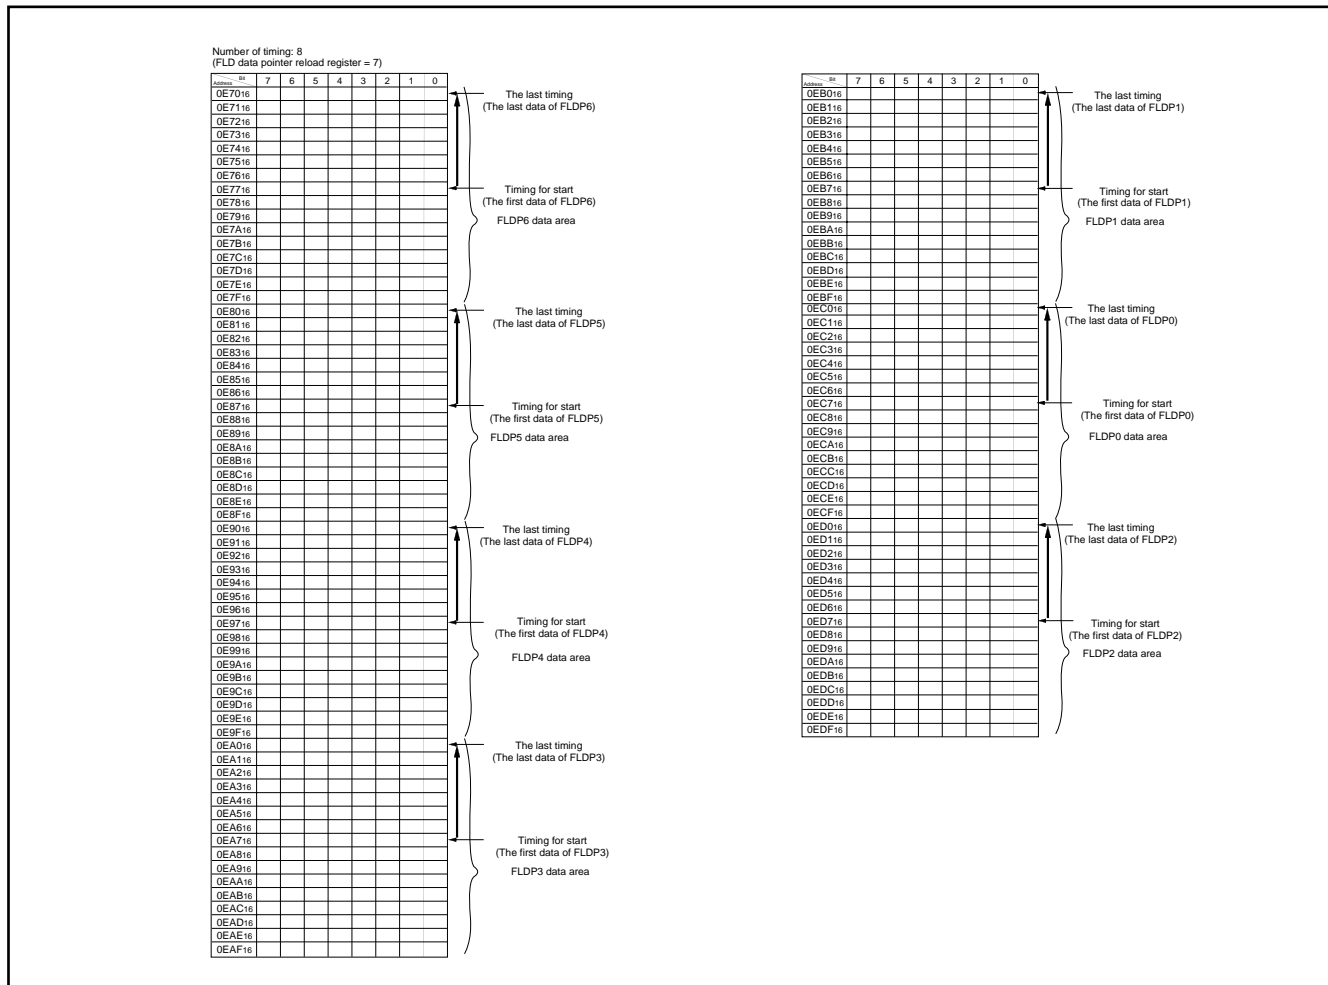 Number of timing: 8
(FLD data pointer reload register = 7)
Bit
Address 7 6 5 4 3 2 1 0
0E7016
0E7116
0E7216
0E7316
0E7416
0E7516
0E7616
0E7716
0E7816
0E7916
0E7A16
0E7B16
0E7C16
0E7D16
0E7E16
0E7F16
0E8016
0E8116
0E8216
0E8316
0E8416
0E8516
0E8616
0E8716
0E8816
0E8916
0E8A16
0E8B16
0E8C16
0E8D16
0E8E16
0E8F16
0E9016
0E9116
0E9216
0E9316
0E9416
0E9516
0E9616
0E9716
0E9816
0E9916
0E9A16
0E9B16
0E9C16
0E9D16
0E9E16
0E9F16
0EA016
0EA116
0EA216
0EA316
0EA416
0EA516
0EA616
0EA716
0EA816
0EA916
0EAA16
0EAB16
0EAC16
0EAD16
0EAE16
0EAF16
The last timing
(The last data of FLDP6)
Timing for start
(The first data of FLDP6)
FLDP6 data area
The last timing
(The last data of FLDP5)
Timing for start
(The first data of FLDP5)
FLDP5 data area
The last timing
(The last data of FLDP4)
Timing for start
(The first data of FLDP4)
FLDP4 data area
The last timing
(The last data of FLDP3)
Timing for start
(The first data of FLDP3)
FLDP3 data area
Bit
Address 7 6 5 4 3 2 1 0
0EB016
0EB116
0EB216
0EB316
0EB416
0EB516
0EB616
0EB716
0EB816
0EB916
0EBA16
0EBB16
0EBC16
0EBD16
0EBE16
0EBF16
0EC016
0EC116
0EC216
0EC316
0EC416
0EC516
0EC616
0EC716
0EC816
0EC916
0ECA16
0ECB16
0ECC16
0ECD16
0ECE16
0ECF16
0ED016
0ED116
0ED216
0ED316
0ED416
0ED516
0ED616
0ED716
0ED816
0ED916
0EDA16
0EDB16
0EDC16
0EDD16
0EDE16
0EDF16
The last timing
(The last data of FLDP1)
Timing for start
(The first data of FLDP1)
FLDP1 data area
The last timing
(The last data of FLDP0)
Timing for start
(The first data of FLDP0)
FLDP0 data area
The last timing
(The last data of FLDP2)
Timing for start
(The first data of FLDP2)
FLDP2 data area